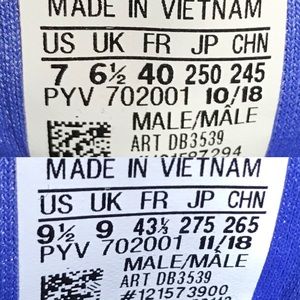 MADE IN VIETNAM
US UK FR JP CHN
7 6½ 40 250 245
PYV 702001 10/18
MALE/MÂLE
ART DB3539
MADE IN VIETNAM
US UK FR JP CHN
9½ 9 43⅓ 275 265
PYV 702001 11/18
MALE/MÂLE
ART DB3539
#121573900